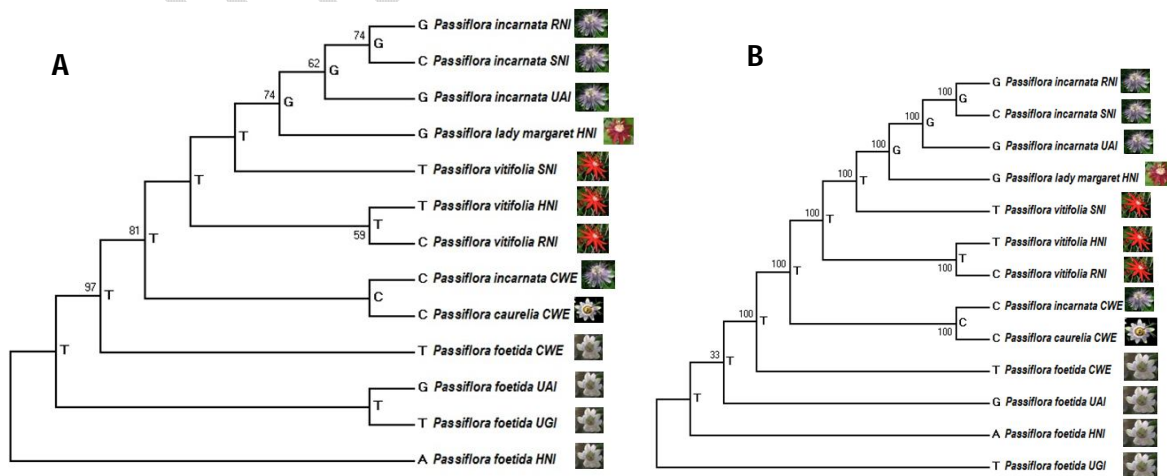 A
74 G Passiflora incarnata RNI
G
62 C Passiflora incarnata SNI
G
74 G Passiflora incarnata UAI
G
G Passiflora lady margaret HNI
T
T Passiflora vitifolia SNI
T
T Passiflora vitifolia HNI
T
81 59 C Passiflora vitifolia RNI
T
C Passiflora incarnata CWE
C
97 C Passiflora caurelia CWE
T
T Passiflora foetida CWE
T
G Passiflora foetida UAI
T
T Passiflora foetida UGI
A Passiflora foetida HNI
B
100 G Passiflora incarnata RNI
G
100 C Passiflora incarnata SNI
G
100 G Passiflora incarnata UAI
G
100 G Passiflora lady margaret HNI
T
100 T Passiflora vitifolia SNI
T
T Passiflora vitifolia HNI
T
100 100 C Passiflora vitifolia RNI
T
C Passiflora incarnata CWE
C
100 100 C Passiflora caurelia CWE
T
33 T Passiflora foetida CWE
T
G Passiflora foetida UAI
T
A Passiflora foetida HNI
T Passiflora foetida UGI